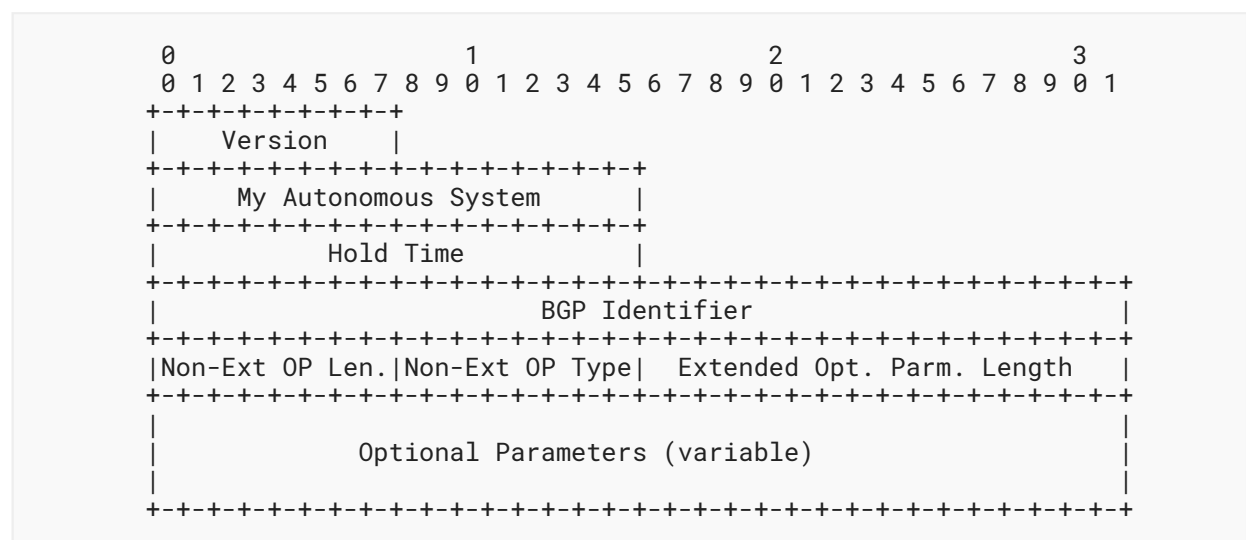 0                   1                   2                   3
0 1 2 3 4 5 6 7 8 9 0 1 2 3 4 5 6 7 8 9 0 1 2 3 4 5 6 7 8 9 0 1
+-+-+-+-+-+-+-+-+
|    Version    |
+-+-+-+-+-+-+-+-+-+-+-+-+-+-+-+-+
|     My Autonomous System      |
+-+-+-+-+-+-+-+-+-+-+-+-+-+-+-+-+
|           Hold Time           |
+-+-+-+-+-+-+-+-+-+-+-+-+-+-+-+-+-+-+-+-+-+-+-+-+-+-+-+-+-+-+-+-+
|                         BGP Identifier                        |
+-+-+-+-+-+-+-+-+-+-+-+-+-+-+-+-+-+-+-+-+-+-+-+-+-+-+-+-+-+-+-+-+
|Non-Ext OP Len.|Non-Ext OP Type|  Extended Opt. Parm. Length   |
+-+-+-+-+-+-+-+-+-+-+-+-+-+-+-+-+-+-+-+-+-+-+-+-+-+-+-+-+-+-+-+-+
|                                                               |
|             Optional Parameters (variable)                    |
|                                                               |
+-+-+-+-+-+-+-+-+-+-+-+-+-+-+-+-+-+-+-+-+-+-+-+-+-+-+-+-+-+-+-+-+